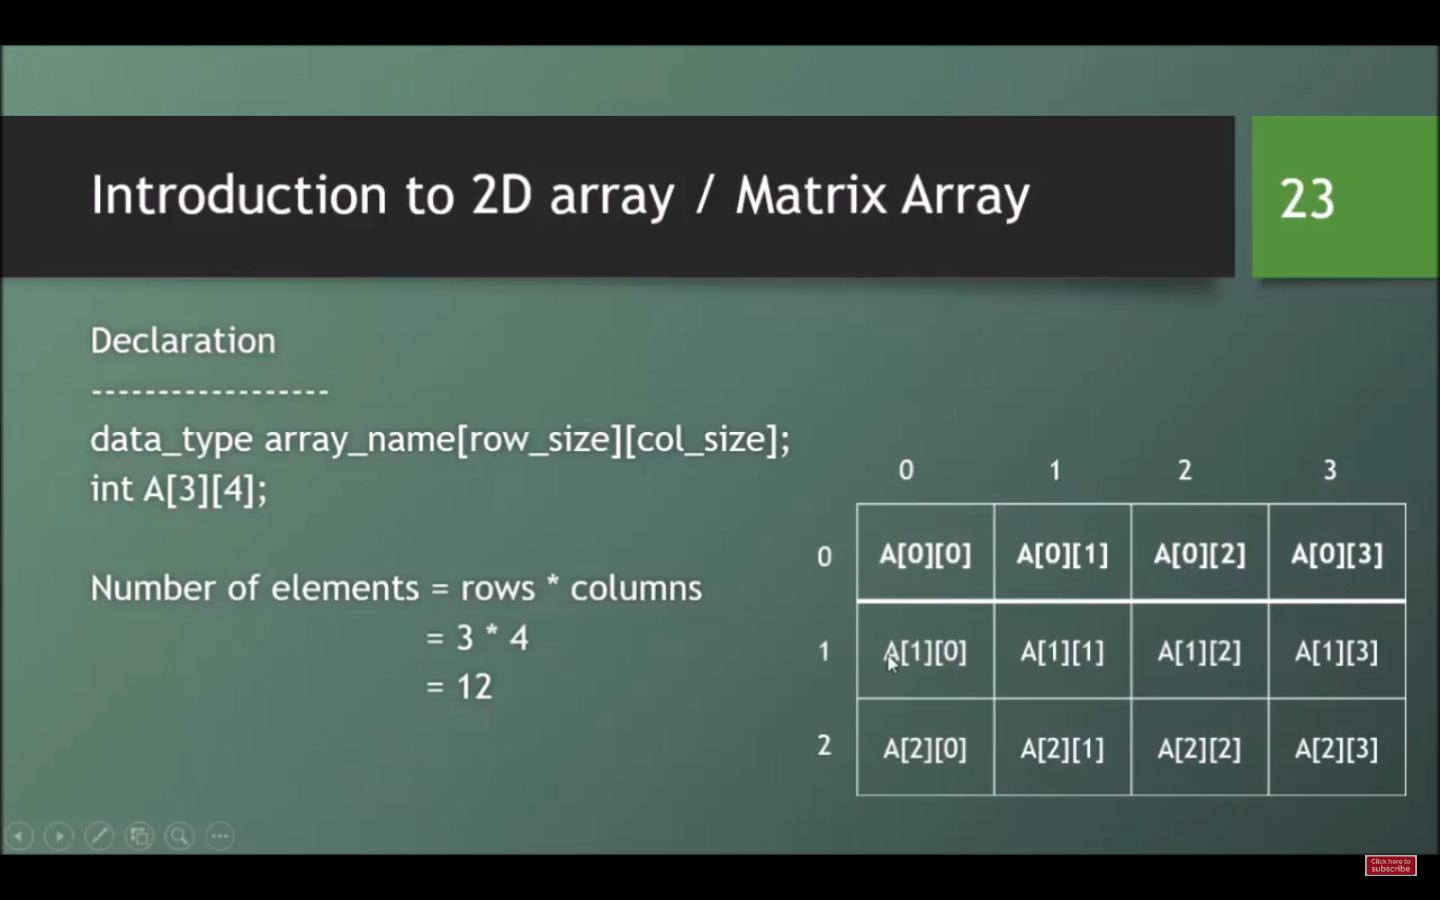 Introduction to 2D array / Matrix Array
23
Declaration
------------------
data_type array_name[row_size][col_size];
int A[3][4];
Number of elements = rows * columns
= 3 * 4
= 12
0 1 2 3
0 A[0][0] A[0][1] A[0][2] A[0][3]
1 A[1][0] A[1][1] A[1][2] A[1][3]
2 A[2][0] A[2][1] A[2][2] A[2][3]
Click here to
subscribe